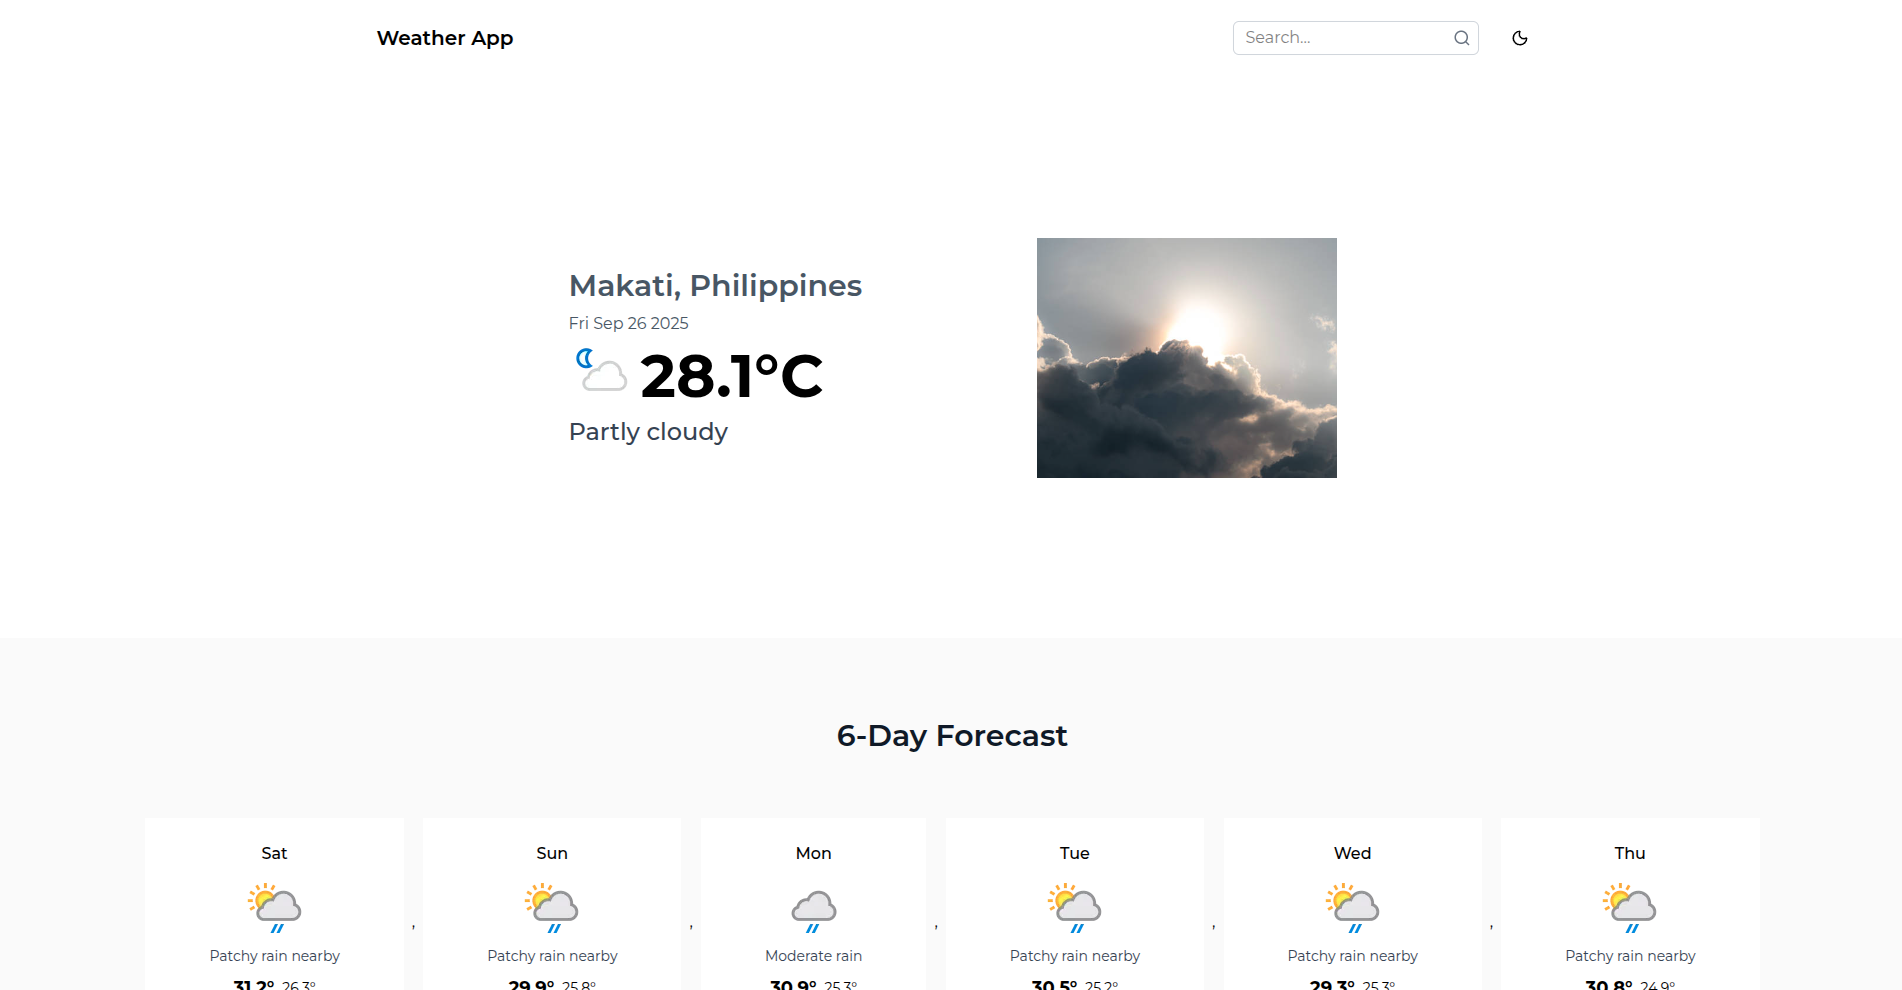 Weather App
Search...
Makati, Philippines
Fri Sep 26 2025
28.1°C
Partly cloudy
6-Day Forecast
Sat Sun Mon Tue Wed Thu
, , , , ,
Patchy rain nearby Patchy rain nearby Moderate rain Patchy rain nearby Patchy rain nearby Patchy rain nearby
31.2° 26.3° 29.9° 25.8° 30.9° 25.3° 30.5° 25.2° 29.3° 25.3° 30.8° 24.9°